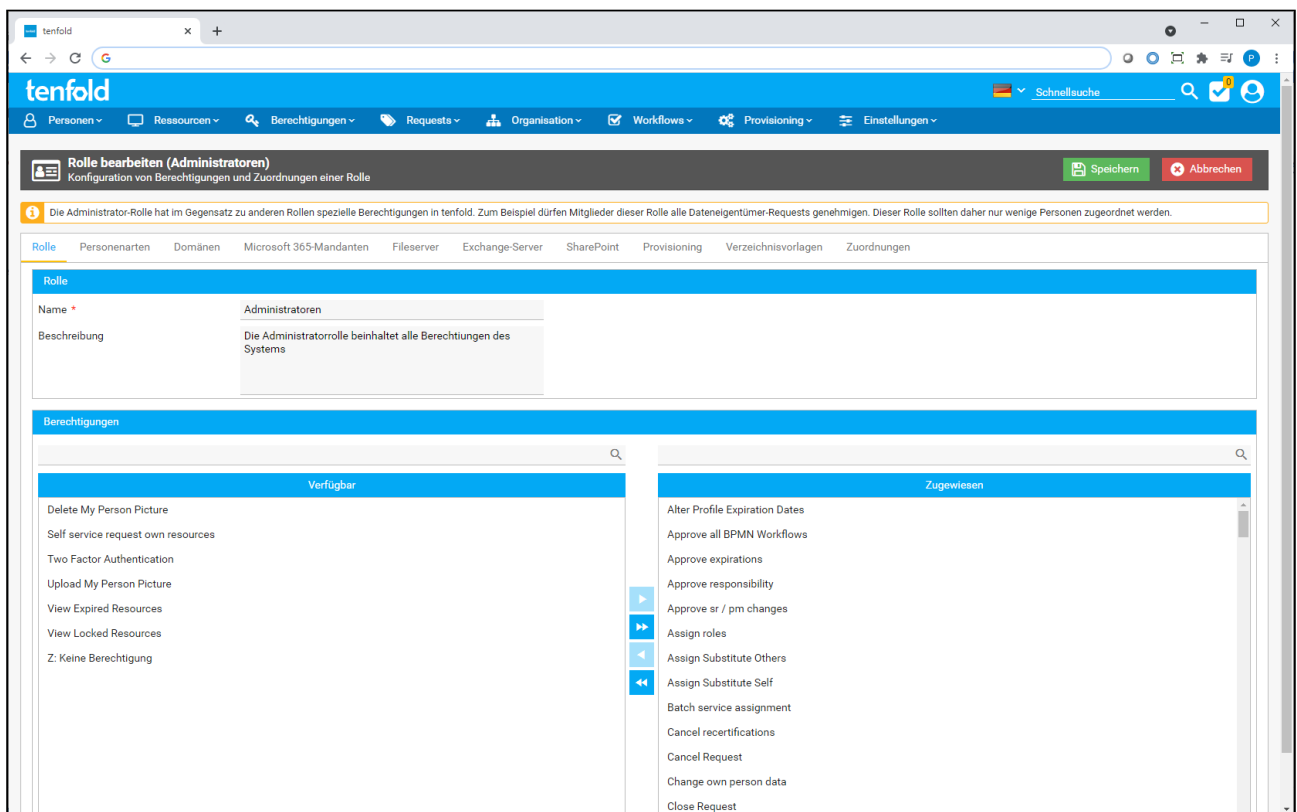 tenfold
tenfold
Schnellsuche
0
Personen
Ressourcen
Berechtigungen
Requests
Organisation
Workflows
Provisioning
Einstellungen
Rolle bearbeiten (Administratoren)
Konfiguration von Berechtigungen und Zuordnungen einer Rolle
Speichern
Abbrechen
Die Administrator-Rolle hat im Gegensatz zu anderen Rollen spezielle Berechtigungen in tenfold. Zum Beispiel dürfen Mitglieder dieser Rolle alle Dateneigentümer-Requests genehmigen. Dieser Rolle sollten daher nur wenige Personen zugeordnet werden.
Rolle
Personenarten
Domänen
Microsoft 365-Mandanten
Fileserver
Exchange-Server
SharePoint
Provisioning
Verzeichnisvorlagen
Zuordnungen
Rolle
Name *
Administratoren
Beschreibung
Die Administratorrolle beinhaltet alle Berechtiungen des
Systems
Berechtigungen
Verfügbar
Delete My Person Picture
Self service request own resources
Two Factor Authentication
Upload My Person Picture
View Expired Resources
View Locked Resources
Z: Keine Berechtigung
Zugewiesen
Alter Profile Expiration Dates
Approve all BPMN Workflows
Approve expirations
Approve responsibility
Approve sr / pm changes
Assign roles
Assign Substitute Others
Assign Substitute Self
Batch service assignment
Cancel recertifications
Cancel Request
Change own person data
Close Request